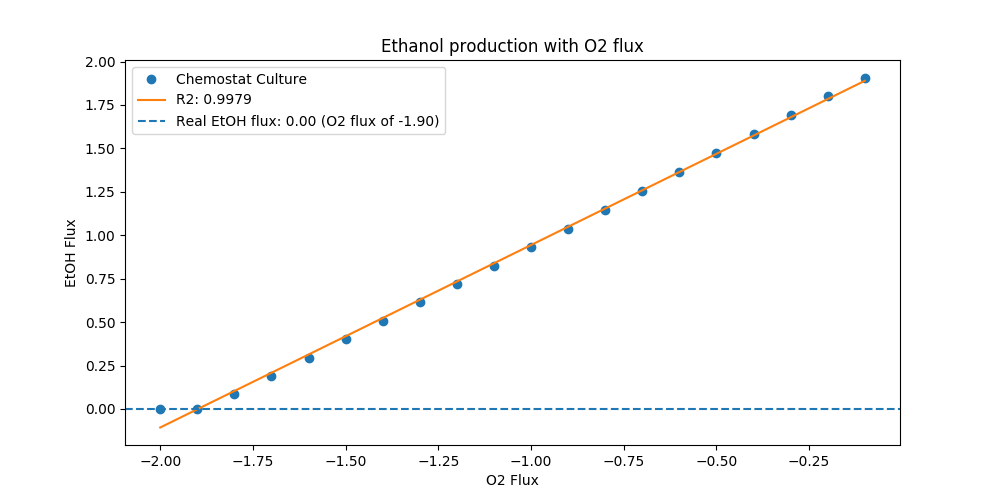 Ethanol production with O2 flux
Chemostat Culture
R2: 0.9979
Real EtOH flux: 0.00 (O2 flux of -1.90)
EtOH Flux
2.00
1.75
1.50
1.25
1.00
0.75
0.50
0.25
0.00
−2.00 −1.75 −1.50 −1.25 −1.00 −0.75 −0.50 −0.25
O2 Flux